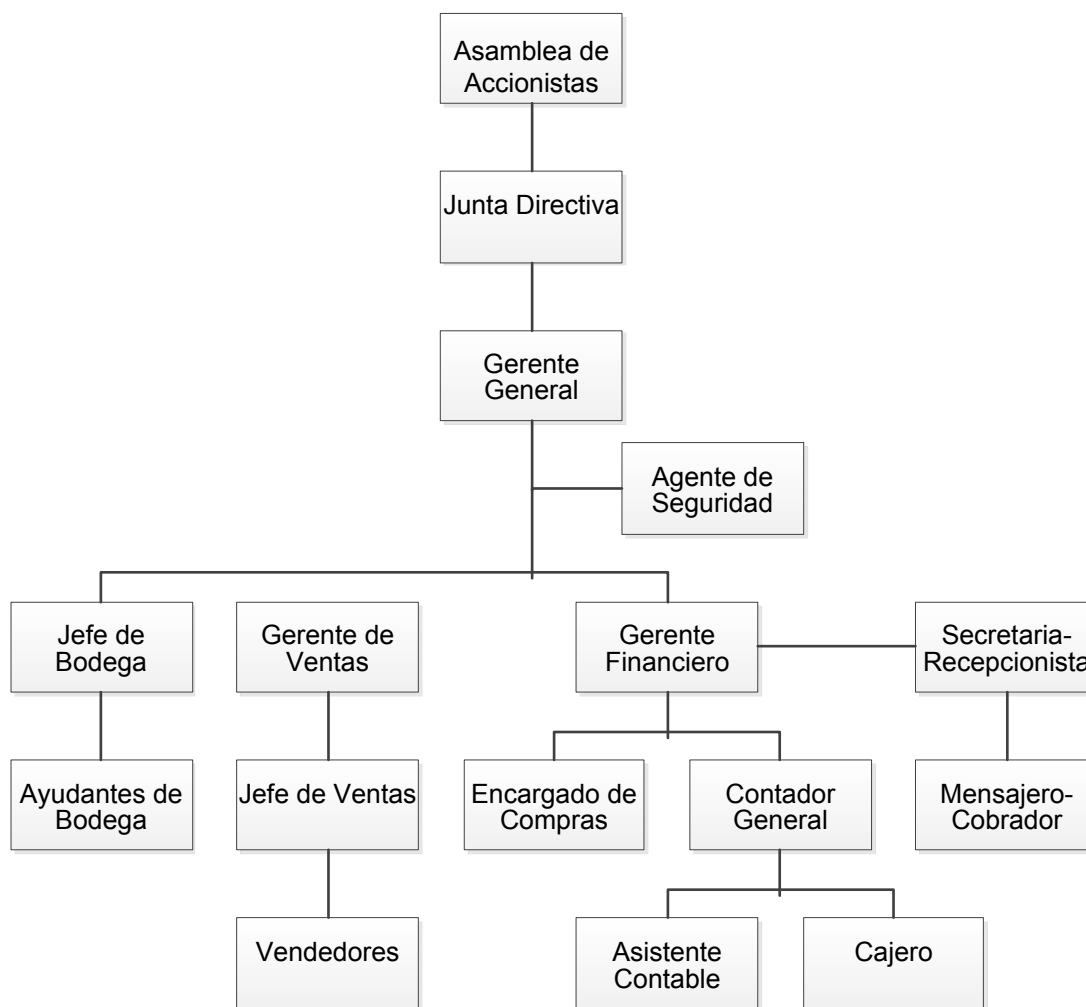 Asamblea de
Accionistas
Junta Directiva
Gerente
General
Agente de
Seguridad
Jefe de
Bodega
Gerente de
Ventas
Gerente
Financiero
Secretaria-
Recepcionista
Ayudantes de
Bodega
Jefe de Ventas
Encargado de
Compras
Contador
General
Mensajero-
Cobrador
Vendedores
Asistente
Contable
Cajero